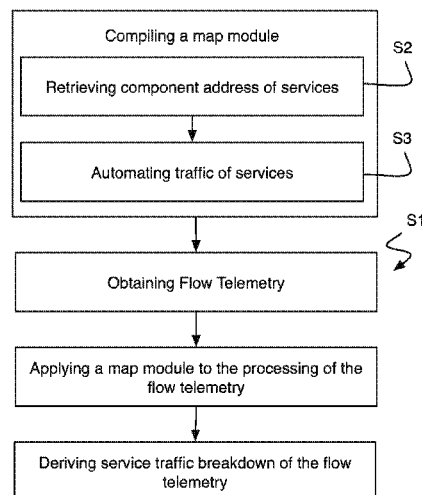 Compiling a map module
S2
Retrieving component address of services
S3
Automating traffic of services
S1
Obtaining Flow Telemetry
Applying a map module to the processing of the
flow telemetry
Deriving service traffic breakdown of the flow
telemetry